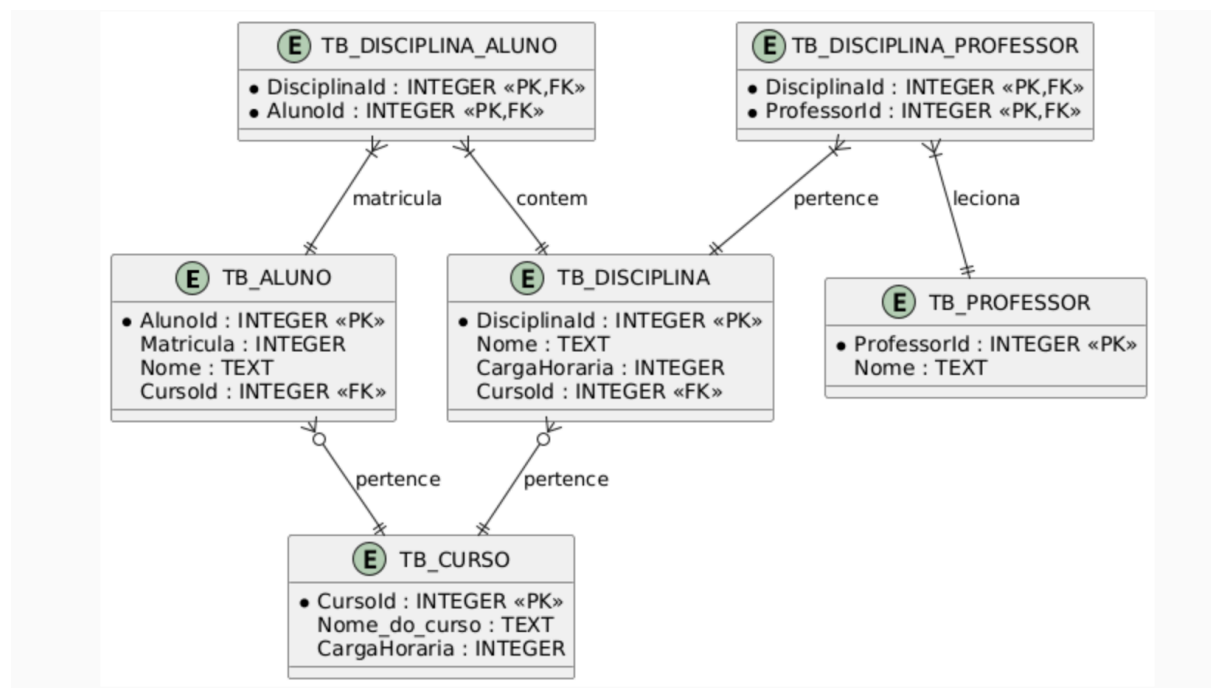 E TB_DISCIPLINA_ALUNO
DisciplinaId : INTEGER «PK,FK»
AlunoId : INTEGER «PK,FK»
E TB_DISCIPLINA_PROFESSOR
DisciplinaId : INTEGER «PK,FK»
ProfessorId : INTEGER «PK,FK»
matricula
contem
pertence
leciona
E TB_ALUNO
AlunoId : INTEGER «PK»
Matricula : INTEGER
Nome : TEXT
CursoId : INTEGER «FK»
E TB_DISCIPLINA
DisciplinaId : INTEGER «PK»
Nome : TEXT
CargaHoraria : INTEGER
CursoId : INTEGER «FK»
E TB_PROFESSOR
ProfessorId : INTEGER «PK»
Nome : TEXT
pertence
pertence
E TB_CURSO
CursoId : INTEGER «PK»
Nome_do_curso : TEXT
CargaHoraria : INTEGER